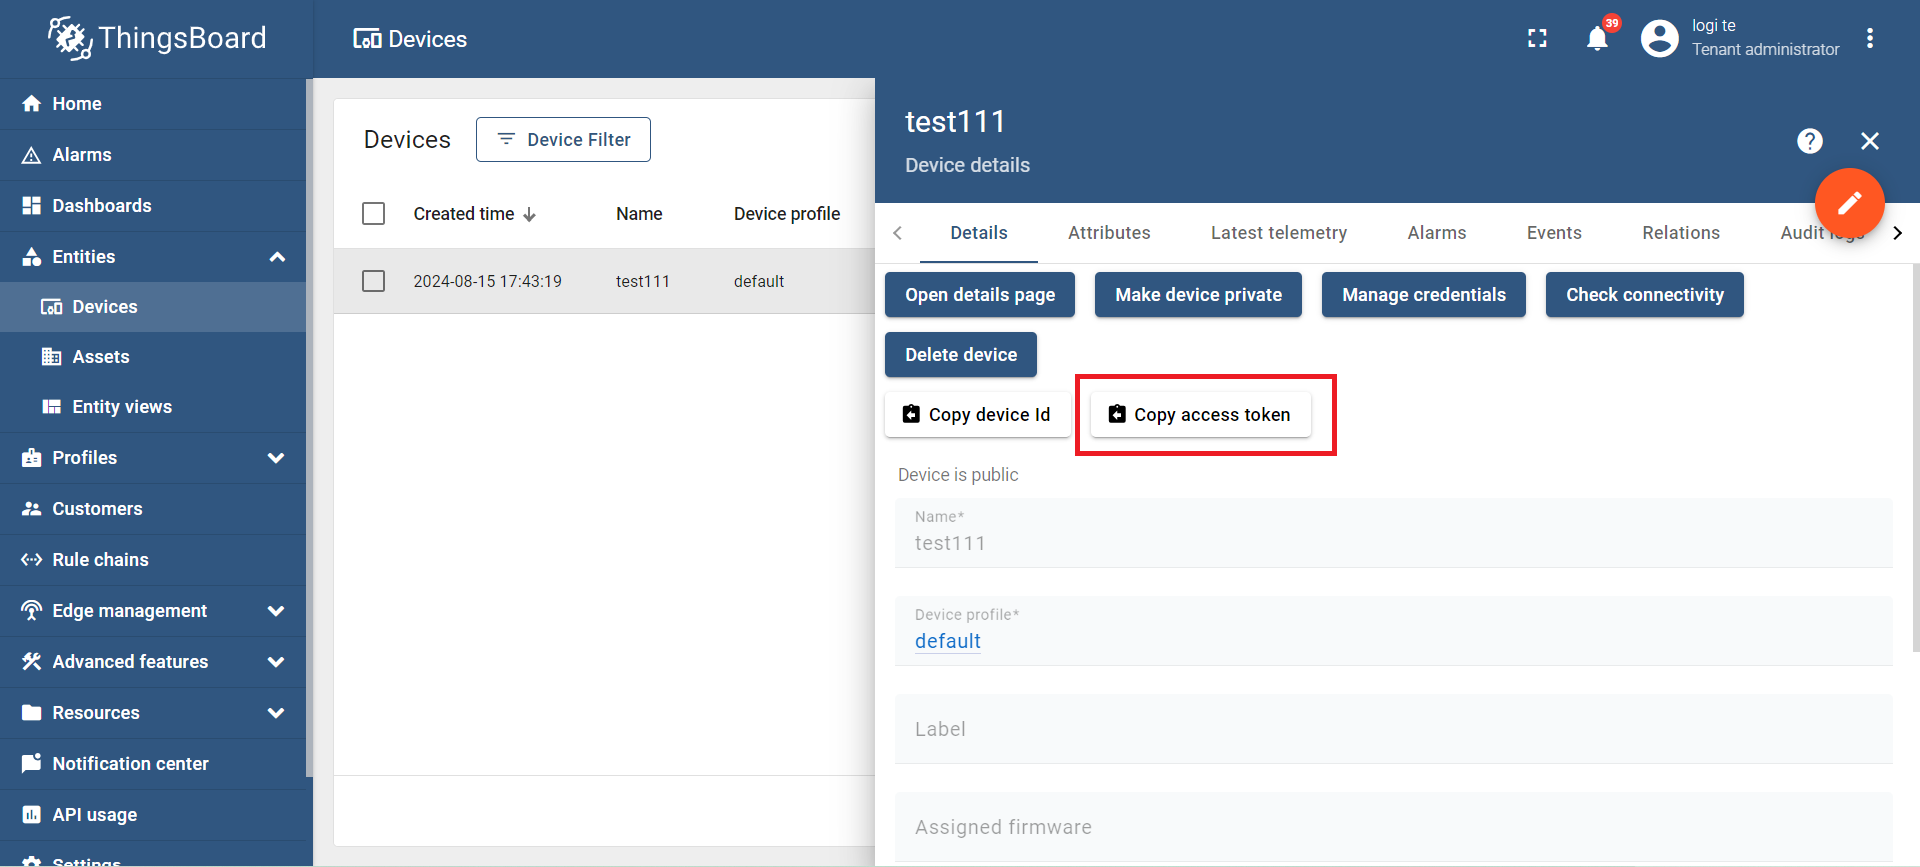 ThingsBoard
Devices
39
logi te
Tenant administrator
Home
Alarms
Dashboards
Entities
Devices
Assets
Entity views
Profiles
Customers
Rule chains
Edge management
Advanced features
Resources
Notification center
API usage
Settings
Devices
Device Filter
Created time Name Device profile
2024-08-15 17:43:19 test111 default
test111
Device details
?
Details Attributes Latest telemetry Alarms Events Relations Audit logs
Open details page Make device private Manage credentials Check connectivity
Delete device
Copy device Id Copy access token
Device is public
Name*
test111
Device profile*
default
Label
Assigned firmware